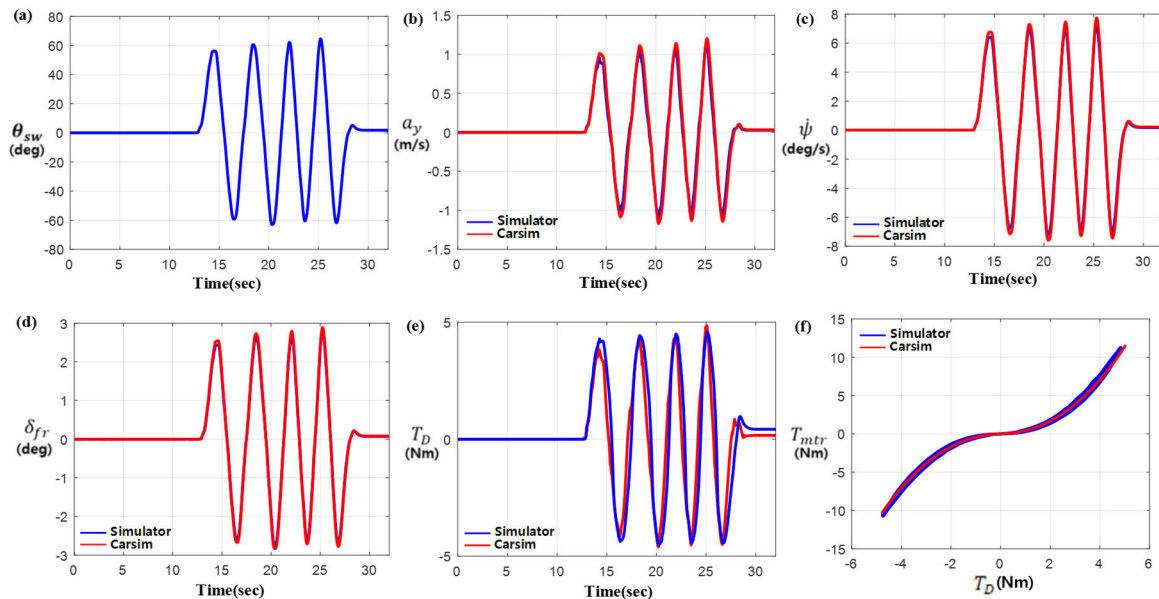 (a)
80
60
40
20
0
-20
-40
-60
-80
θsw
(deg)
0 5 10 15 20 25 30
Time(sec)
(b)
1.5
1
0.5
0
-0.5
-1
-1.5
ay
(m/s)
Simulator
Carsim
0 5 10 15 20 25 30
Time(sec)
(c)
8
6
4
2
0
-2
-4
-6
-8
ψ̇
(deg/s)
Simulator
Carsim
0 5 10 15 20 25 30
Time(sec)
(d)
3
2
1
0
-1
-2
-3
δfr
(deg)
Simulator
Carsim
0 5 10 15 20 25 30
Time(sec)
(e)
5
0
-5
TD
(Nm)
Simulator
Carsim
0 5 10 15 20 25 30
Time(sec)
(f)
15
10
5
0
-5
-10
-15
Tmtr
(Nm)
Simulator
Carsim
-6 -4 -2 0 2 4 6
TD(Nm)